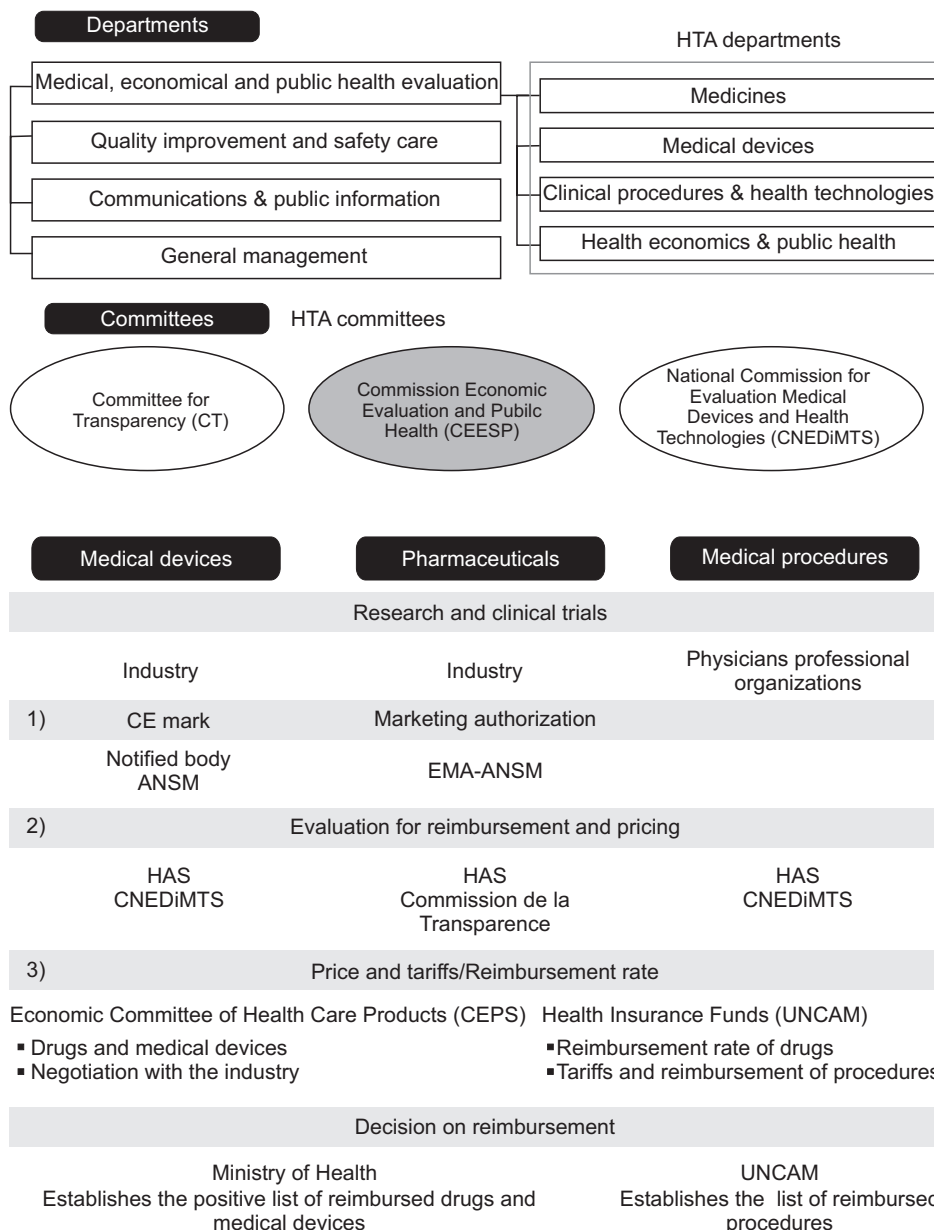 Departments
HTA departments
Medical, economical and public health evaluation
Medicines
Quality improvement and safety care
Medical devices
Communications & public information
Clinical procedures & health technologies
General management
Health economics & public health
Committees
HTA committees
Committee for
Transparency (CT)
Commission Economic
Evaluation and Pubilc
Health (CEESP)
National Commission for
Evaluation Medical
Devices and Health
Technologies (CNEDiMTS)
Medical devices
Pharmaceuticals
Medical procedures
Research and clinical trials
Industry
Industry
Physicians professional
organizations
1) CE mark
Marketing authorization
Notified body
ANSM
EMA-ANSM
2) Evaluation for reimbursement and pricing
HAS
CNEDiMTS
HAS
Commission de la
Transparence
HAS
CNEDiMTS
3) Price and tariffs/Reimbursement rate
Economic Committee of Health Care Products (CEPS)
▪ Drugs and medical devices
▪ Negotiation with the industry
Health Insurance Funds (UNCAM)
▪Reimbursement rate of drugs
▪Tariffs and reimbursement of procedures
Decision on reimbursement
Ministry of Health
Establishes the positive list of reimbursed drugs and
medical devices
UNCAM
Establishes the list of reimbursed
procedures